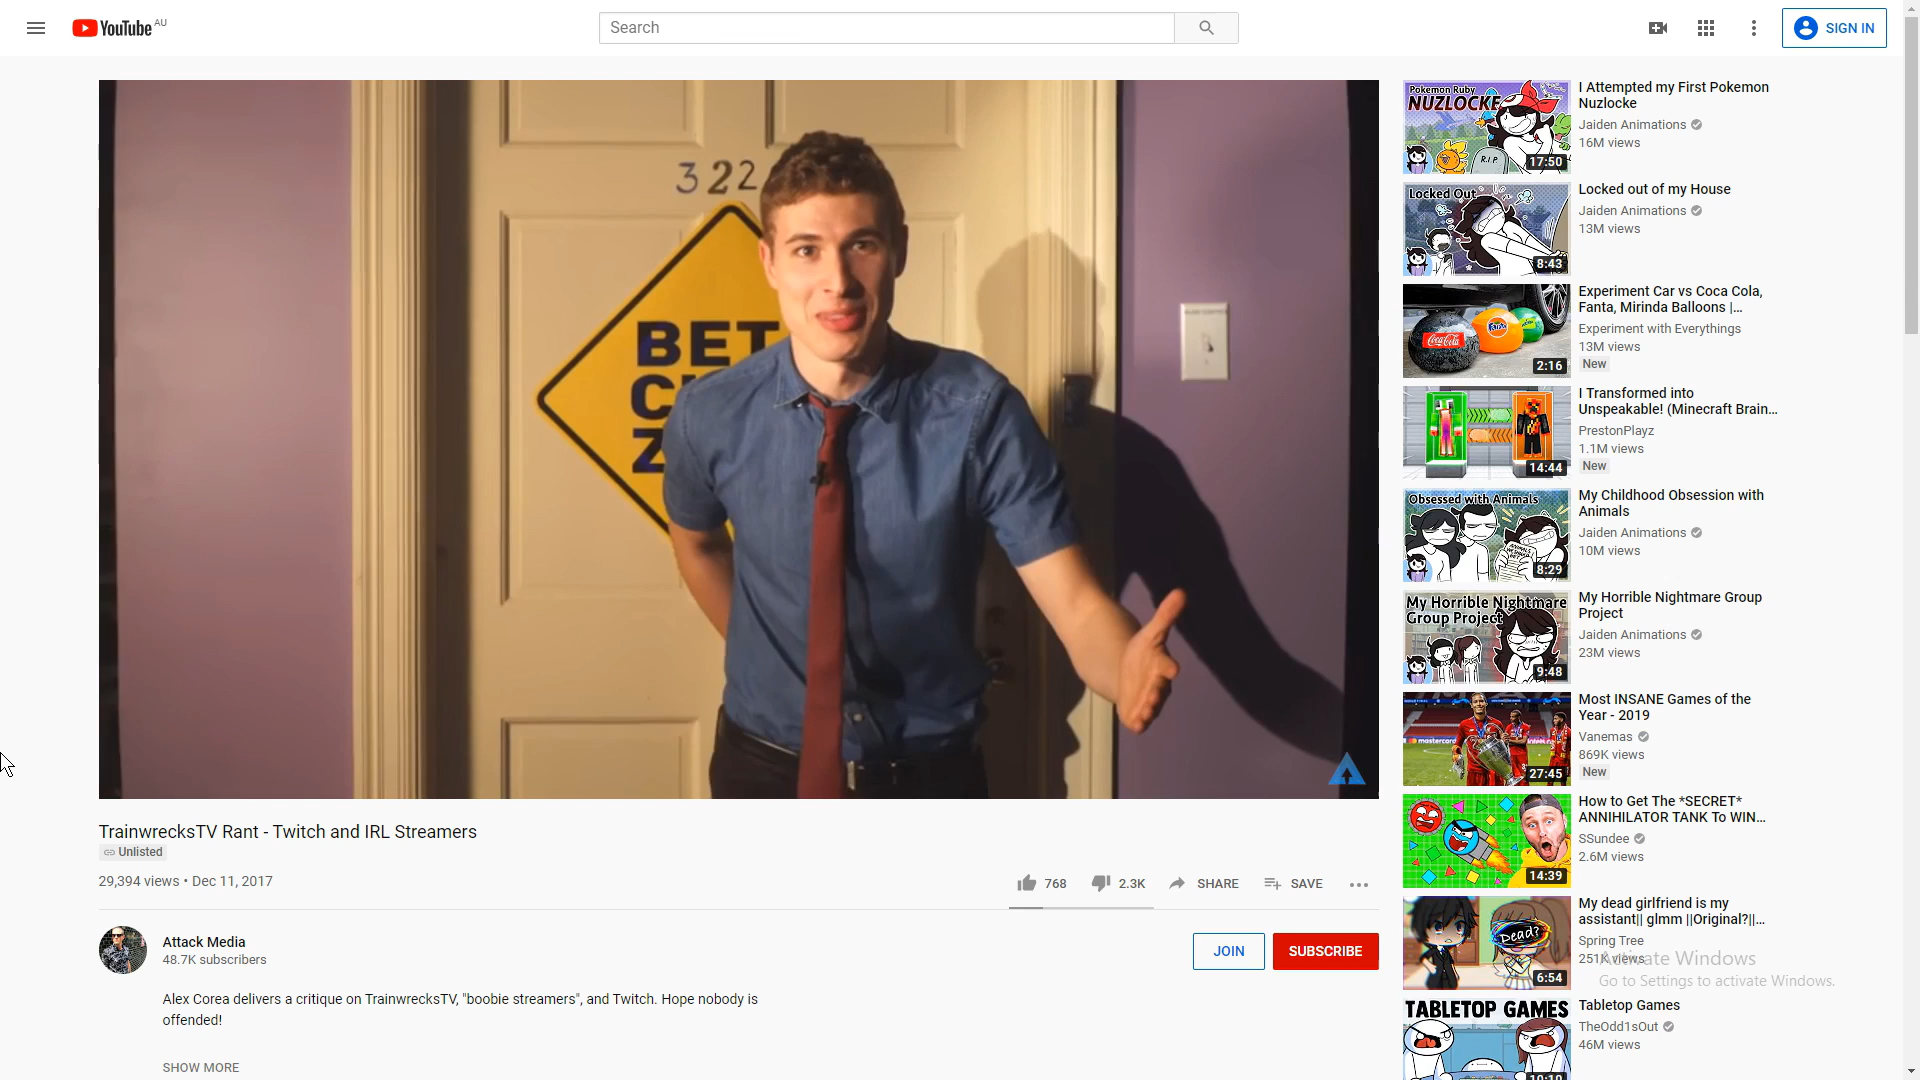 YouTube AU
Search
SIGN IN
322
BET
Z
TrainwrecksTV Rant - Twitch and IRL Streamers
Unlisted
29,394 views • Dec 11, 2017
768
2.3K
SHARE
SAVE
Attack Media
48.7K subscribers
JOIN
SUBSCRIBE
Alex Corea delivers a critique on TrainwrecksTV, "boobie streamers", and Twitch. Hope nobody is
offended!
SHOW MORE
Pokemon Ruby
NUZLOCKE
R.I.P.
17:50
I Attempted my First Pokemon
Nuzlocke
Jaiden Animations
16M views
Locked Out
8:43
Locked out of my House
Jaiden Animations
13M views
Coca-Cola
Fanta
2:16
Experiment Car vs Coca Cola,
Fanta, Mirinda Balloons |...
Experiment with Everythings
13M views
New
14:44
I Transformed into
Unspeakable! (Minecraft Brain...
PrestonPlayz
1.1M views
New
Obsessed with Animals
8:29
My Childhood Obsession with
Animals
Jaiden Animations
10M views
My Horrible Nightmare
Group Project
9:48
My Horrible Nightmare Group
Project
Jaiden Animations
23M views
mastercard
27:45
Most INSANE Games of the
Year - 2019
Vanemas
869K views
New
14:39
How to Get The *SECRET*
ANNIHILATOR TANK To WIN...
SSundee
2.6M views
Dead?
6:54
My dead girlfriend is my
assistant|| glmm ||Original?||...
Spring Tree
251K views
Activate Windows
Go to Settings to activate Windows.
TABLETOP GAMES
10:10
Tabletop Games
TheOdd1sOut
46M views